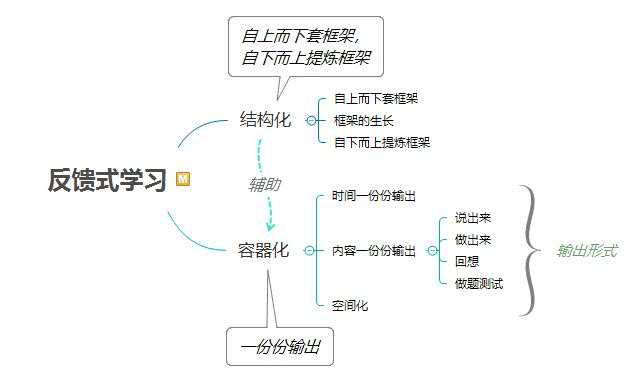 自上而下套框架，
自下而上提炼框架
结构化
自上而下套框架
框架的生长
自下而上提炼框架
反馈式学习
M
辅助
容器化
时间一份份输出
内容一份份输出
说出来
做出来
回想
做题测试
空间化
输出形式
一份份输出